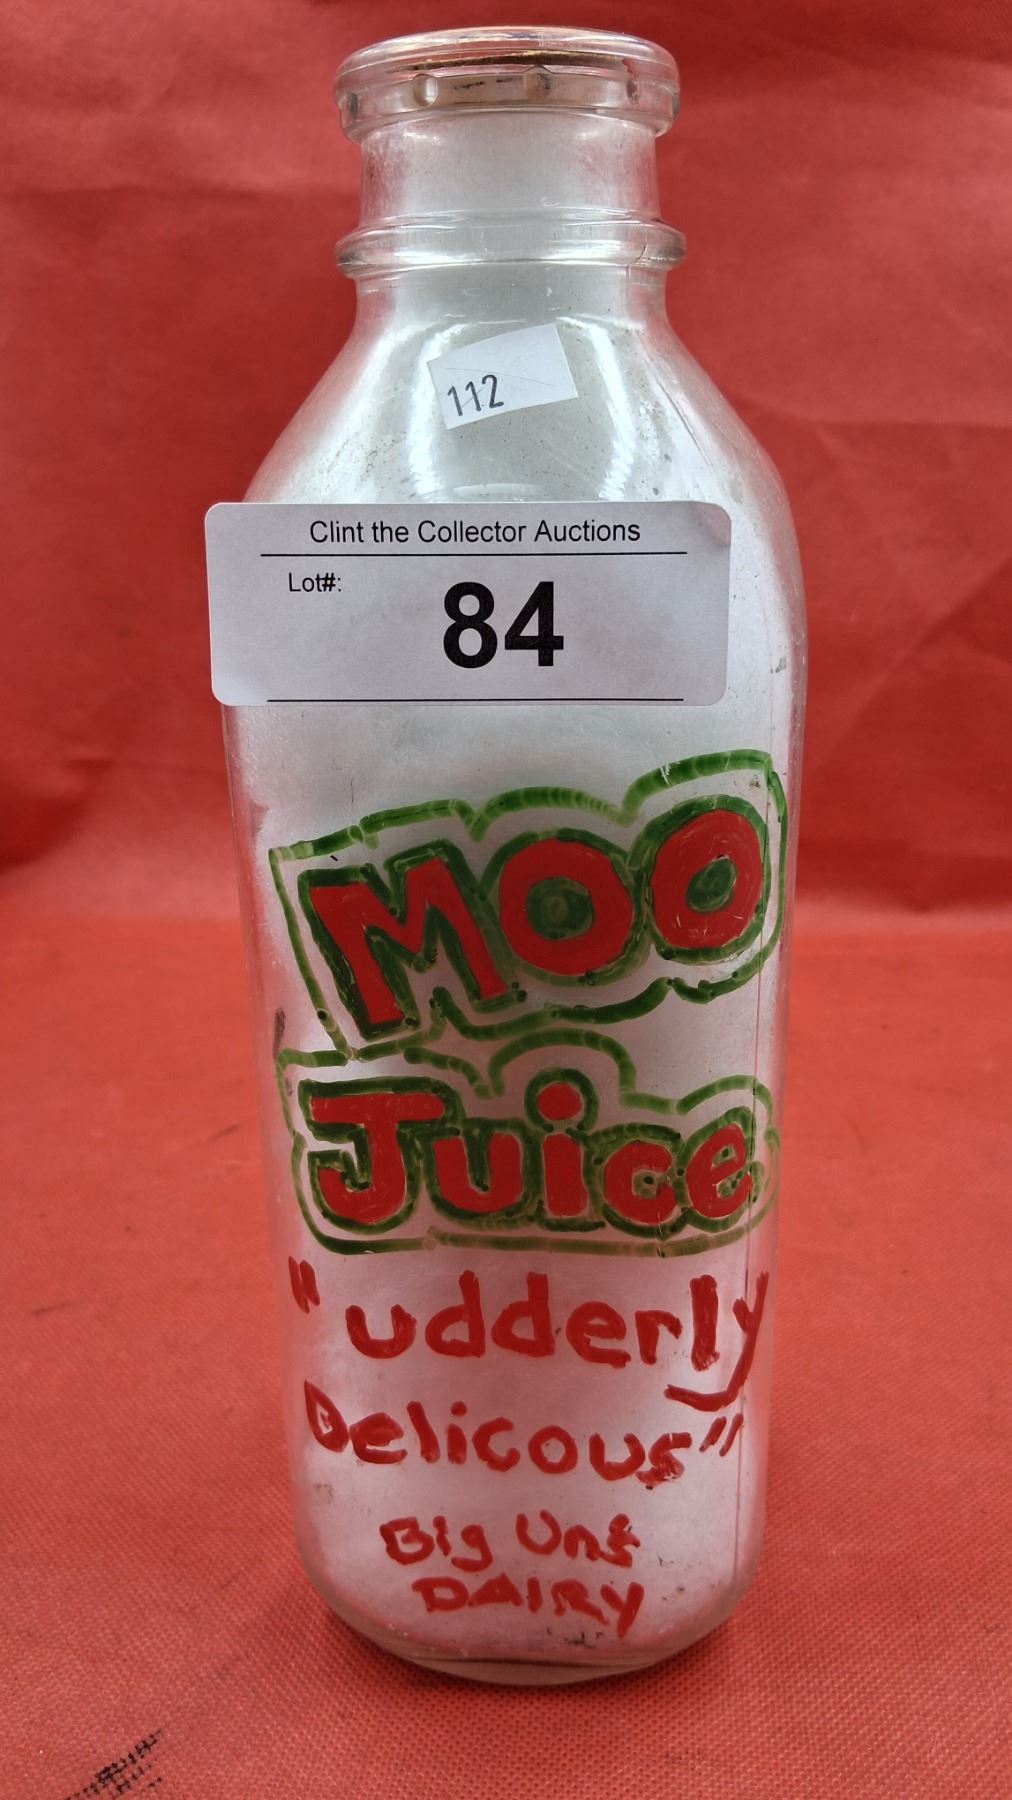 112
Clint the Collector Auctions
Lot#:
84
MOO
Juice
"udderly
Delicous"
Big Uns
DAIRY